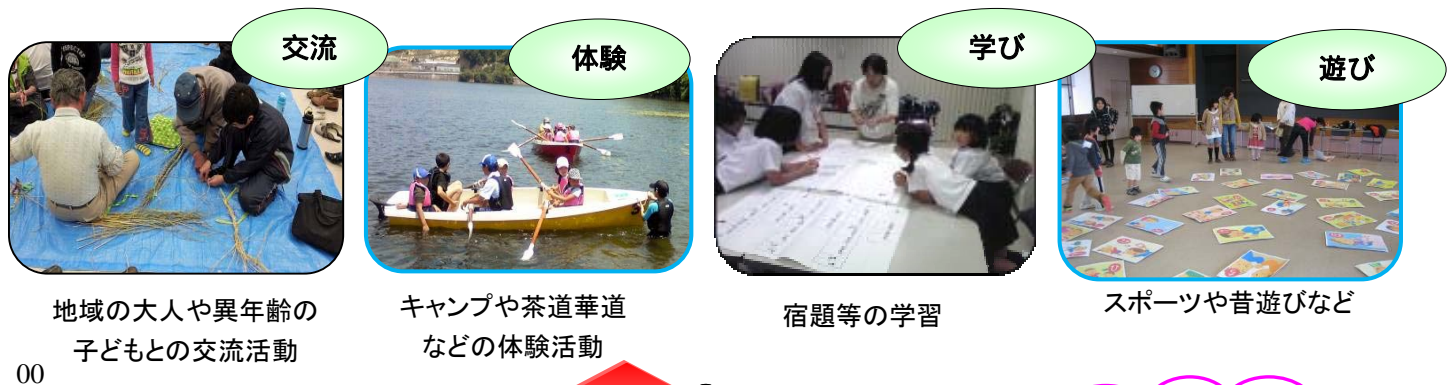 交流
体験
学び
遊び
地域の大人や異年齢の
子どもとの交流活動
キャンプや茶道華道
などの体験活動
宿題等の学習
スポーツや昔遊びなど
00